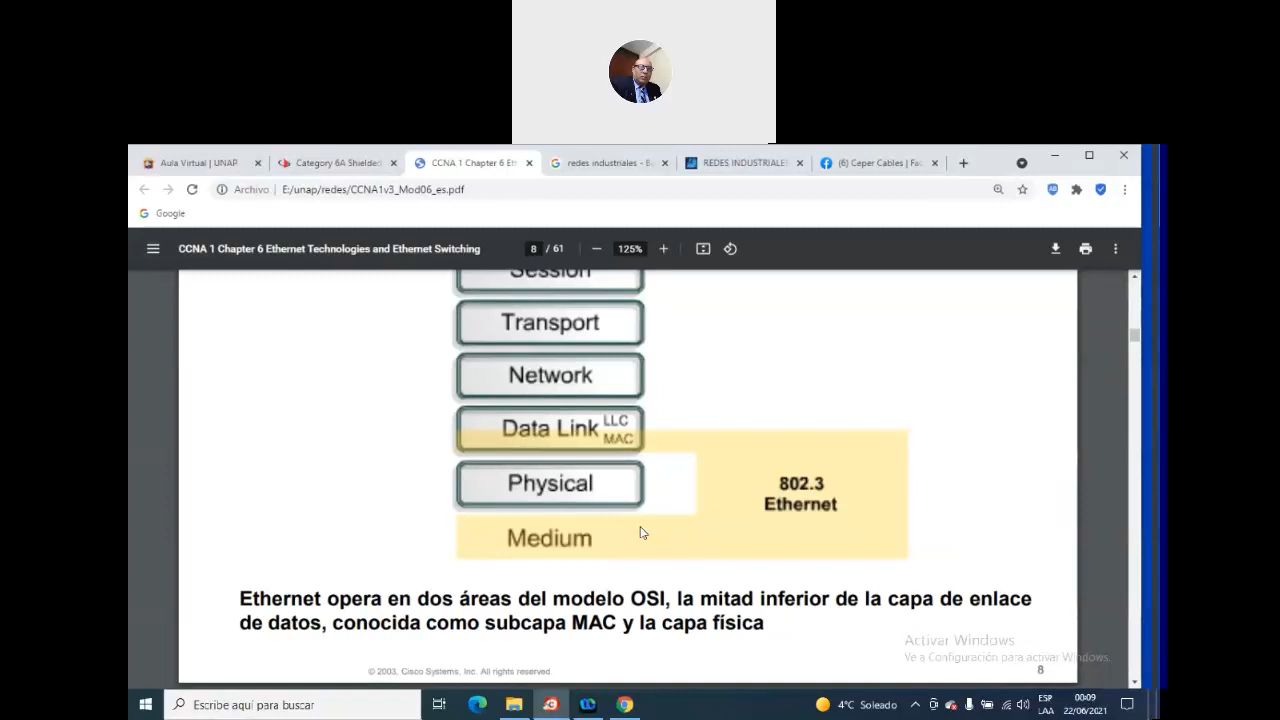 Aula Virtual | UNAP
Category 6A Shielded
CCNA 1 Chapter 6 Et
redes industriales - B
REDES INDUSTRIALE
(6) Ceper Cables | Fa
Archivo | E:/unap/redes/CCNA1v3_Mod06_es.pdf
Google
CCNA 1 Chapter 6 Ethernet Technologies and Ethernet Switching
8 / 61
125%
Session
Transport
Network
Data Link LLC
MAC
Physical
802.3
Ethernet
Medium
Ethernet opera en dos áreas del modelo OSI, la mitad inferior de la capa de enlace
de datos, conocida como subcapa MAC y la capa física
Activar Windows
Ve a Configuración para activar Windows.
© 2003, Cisco Systems, Inc. All rights reserved.
8
Escribe aquí para buscar
4°C Soleado
ESP
LAA
00:09
22/06/2021